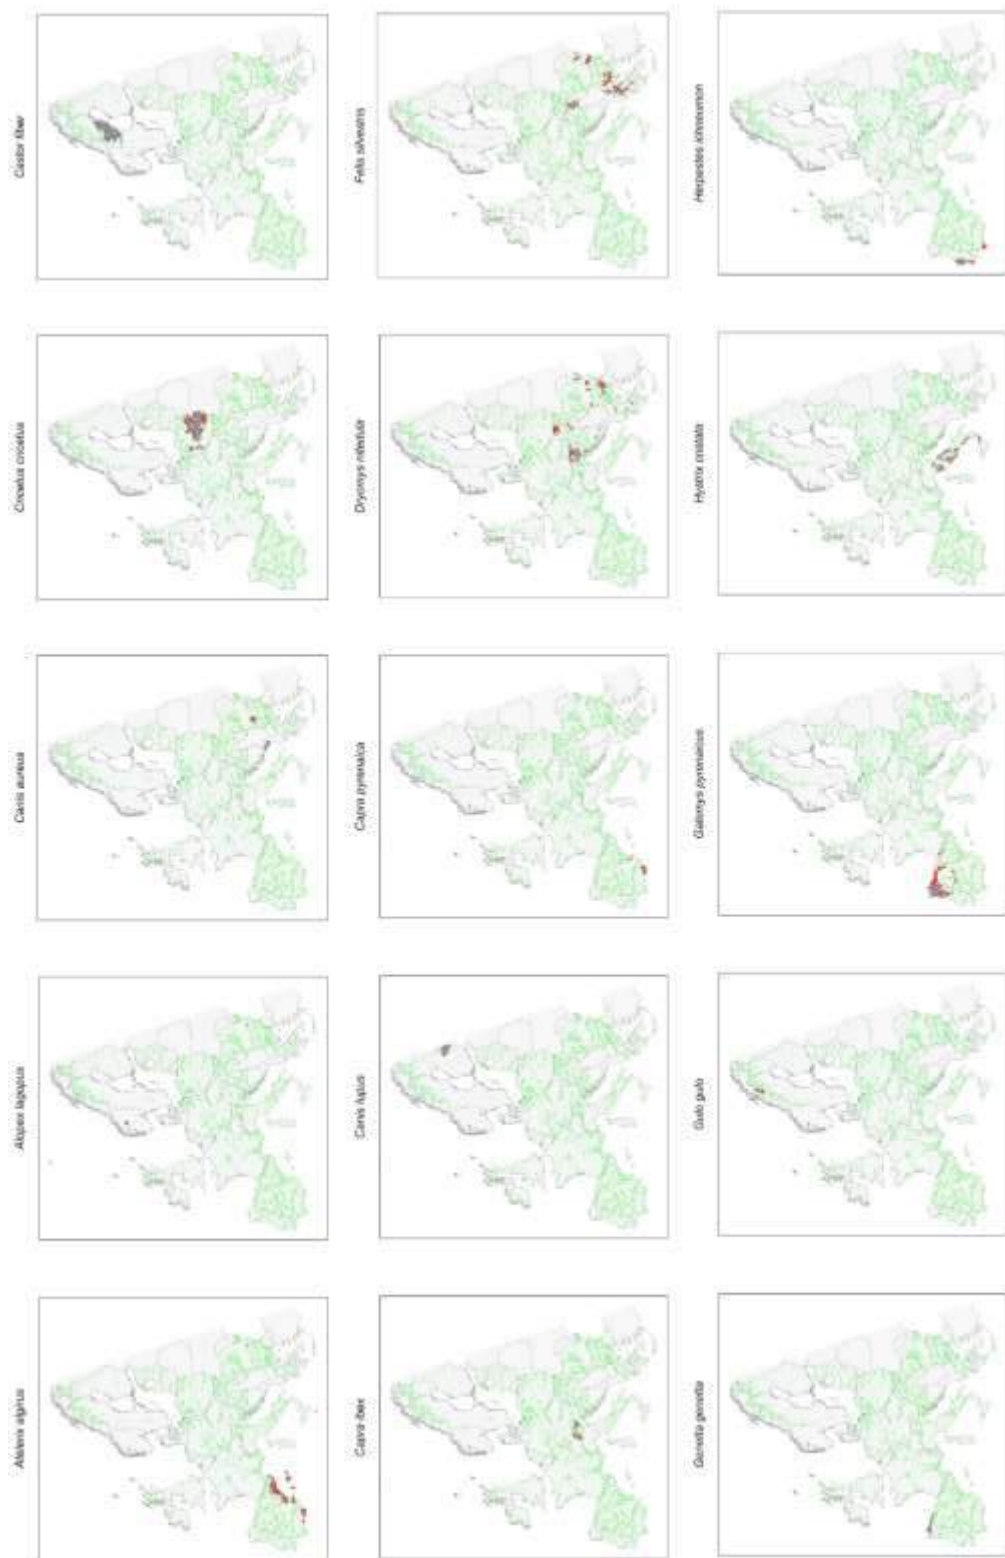 Atelerix algirus
Alopex lagopus
Canis aureus
Cricetus cricetus
Castor fiber
Capra ibex
Canis lupus
Capra pyrenaica
Dryomys nitedula
Felis silvestris
Genetta genetta
Gulo gulo
Galemys pyrenaicus
Hystrix cristata
Herpestes ichneumon